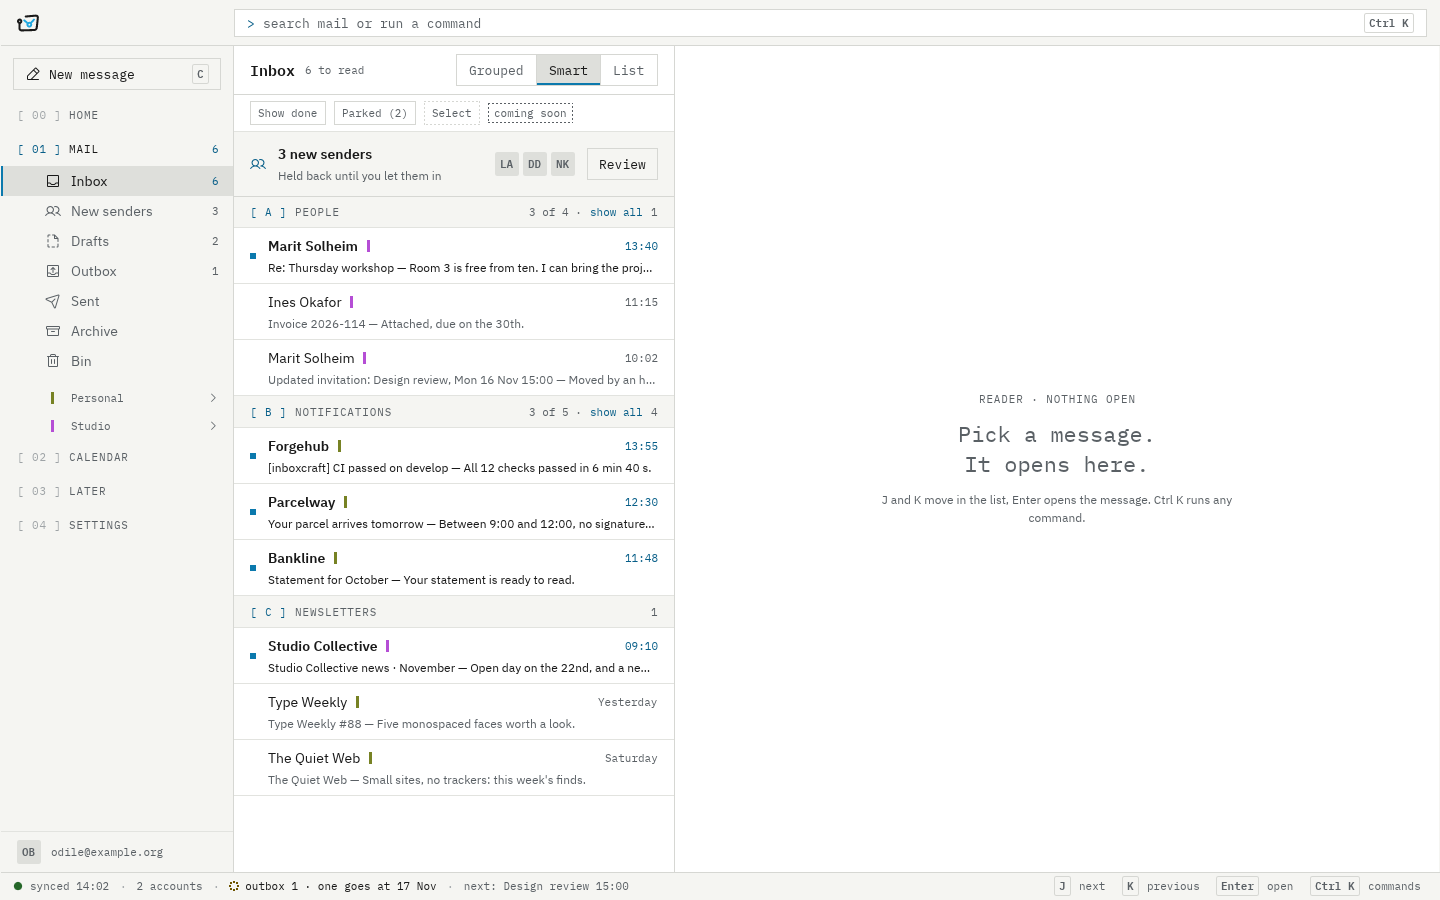 > search mail or run a command Ctrl K
New message C
[ 00 ] HOME
[ 01 ] MAIL 6
Inbox 6
New senders 3
Drafts 2
Outbox 1
Sent
Archive
Bin
Personal
Studio
[ 02 ] CALENDAR
[ 03 ] LATER
[ 04 ] SETTINGS
OB odile@example.org
Inbox 6 to read Grouped Smart List
Show done Parked (2) Select coming soon
3 new senders
Held back until you let them in
LA DD NK Review
[ A ] PEOPLE 3 of 4 · show all 1
Marit Solheim 13:40
Re: Thursday workshop — Room 3 is free from ten. I can bring the proj…
Ines Okafor 11:15
Invoice 2026-114 — Attached, due on the 30th.
Marit Solheim 10:02
Updated invitation: Design review, Mon 16 Nov 15:00 — Moved by an h…
[ B ] NOTIFICATIONS 3 of 5 · show all 4
Forgehub 13:55
[inboxcraft] CI passed on develop — All 12 checks passed in 6 min 40 s.
Parcelway 12:30
Your parcel arrives tomorrow — Between 9:00 and 12:00, no signature…
Bankline 11:48
Statement for October — Your statement is ready to read.
[ C ] NEWSLETTERS 1
Studio Collective 09:10
Studio Collective news · November — Open day on the 22nd, and a ne…
Type Weekly Yesterday
Type Weekly #88 — Five monospaced faces worth a look.
The Quiet Web Saturday
The Quiet Web — Small sites, no trackers: this week's finds.
READER · NOTHING OPEN
Pick a message.
It opens here.
J and K move in the list, Enter opens the message. Ctrl K runs any
command.
synced 14:02 · 2 accounts · outbox 1 · one goes at 17 Nov · next: Design review 15:00
J next K previous Enter open Ctrl K commands